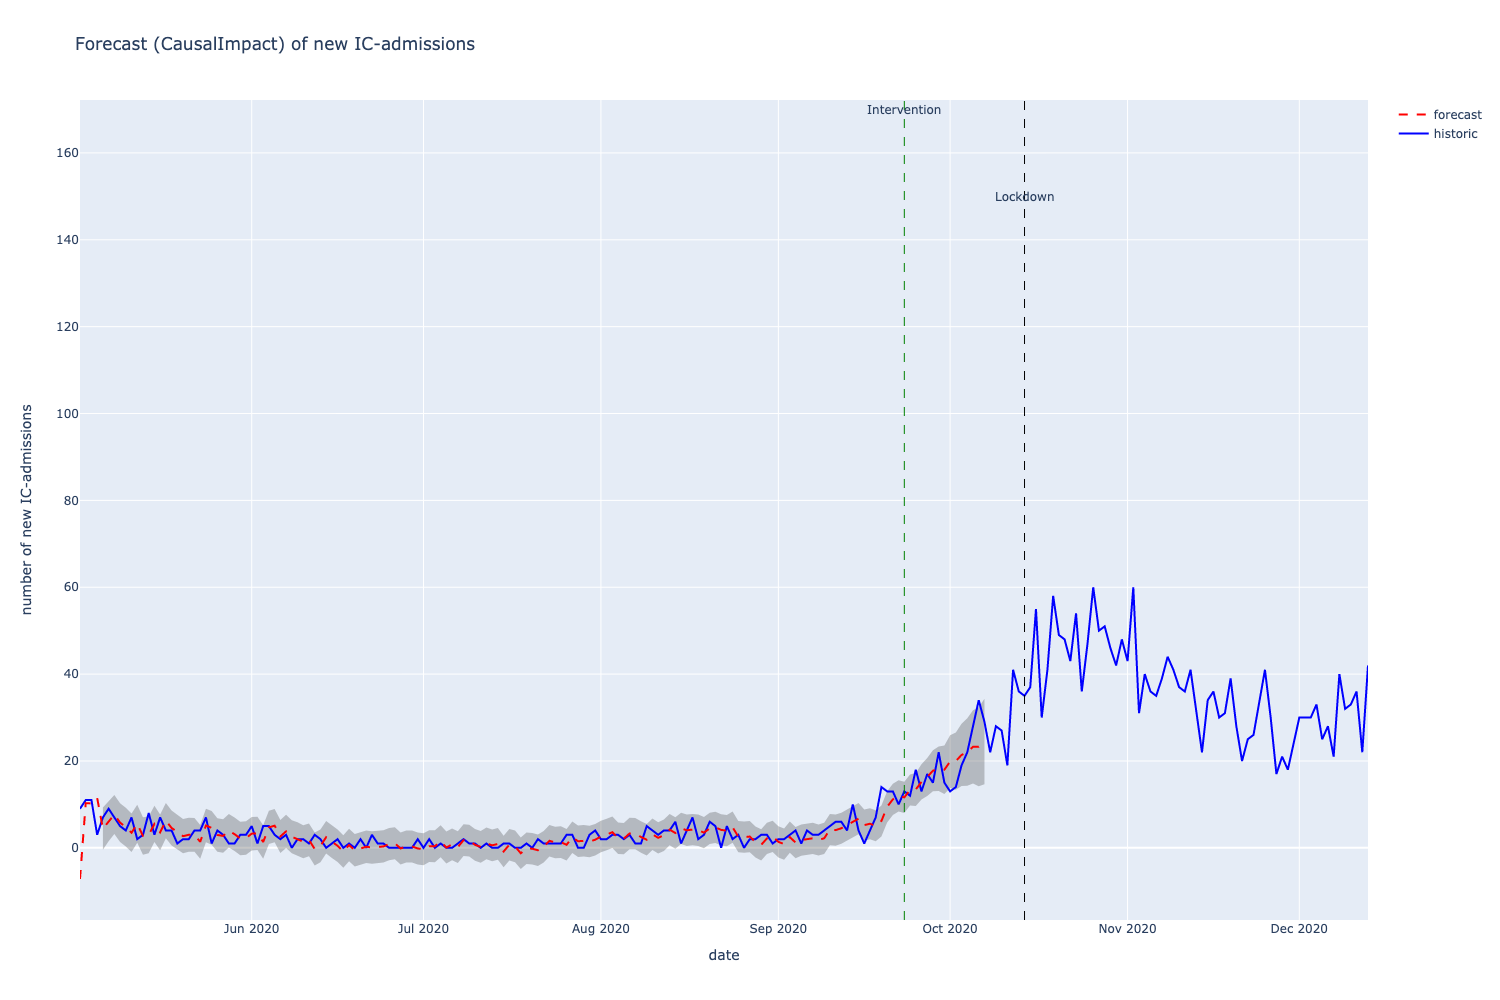 Forecast (CausalImpact) of new IC-admissions
Intervention
Lockdown
forecast
historic
160
140
120
100
80
60
40
20
0
number of new IC-admissions
Jun 2020
Jul 2020
Aug 2020
Sep 2020
Oct 2020
Nov 2020
Dec 2020
date